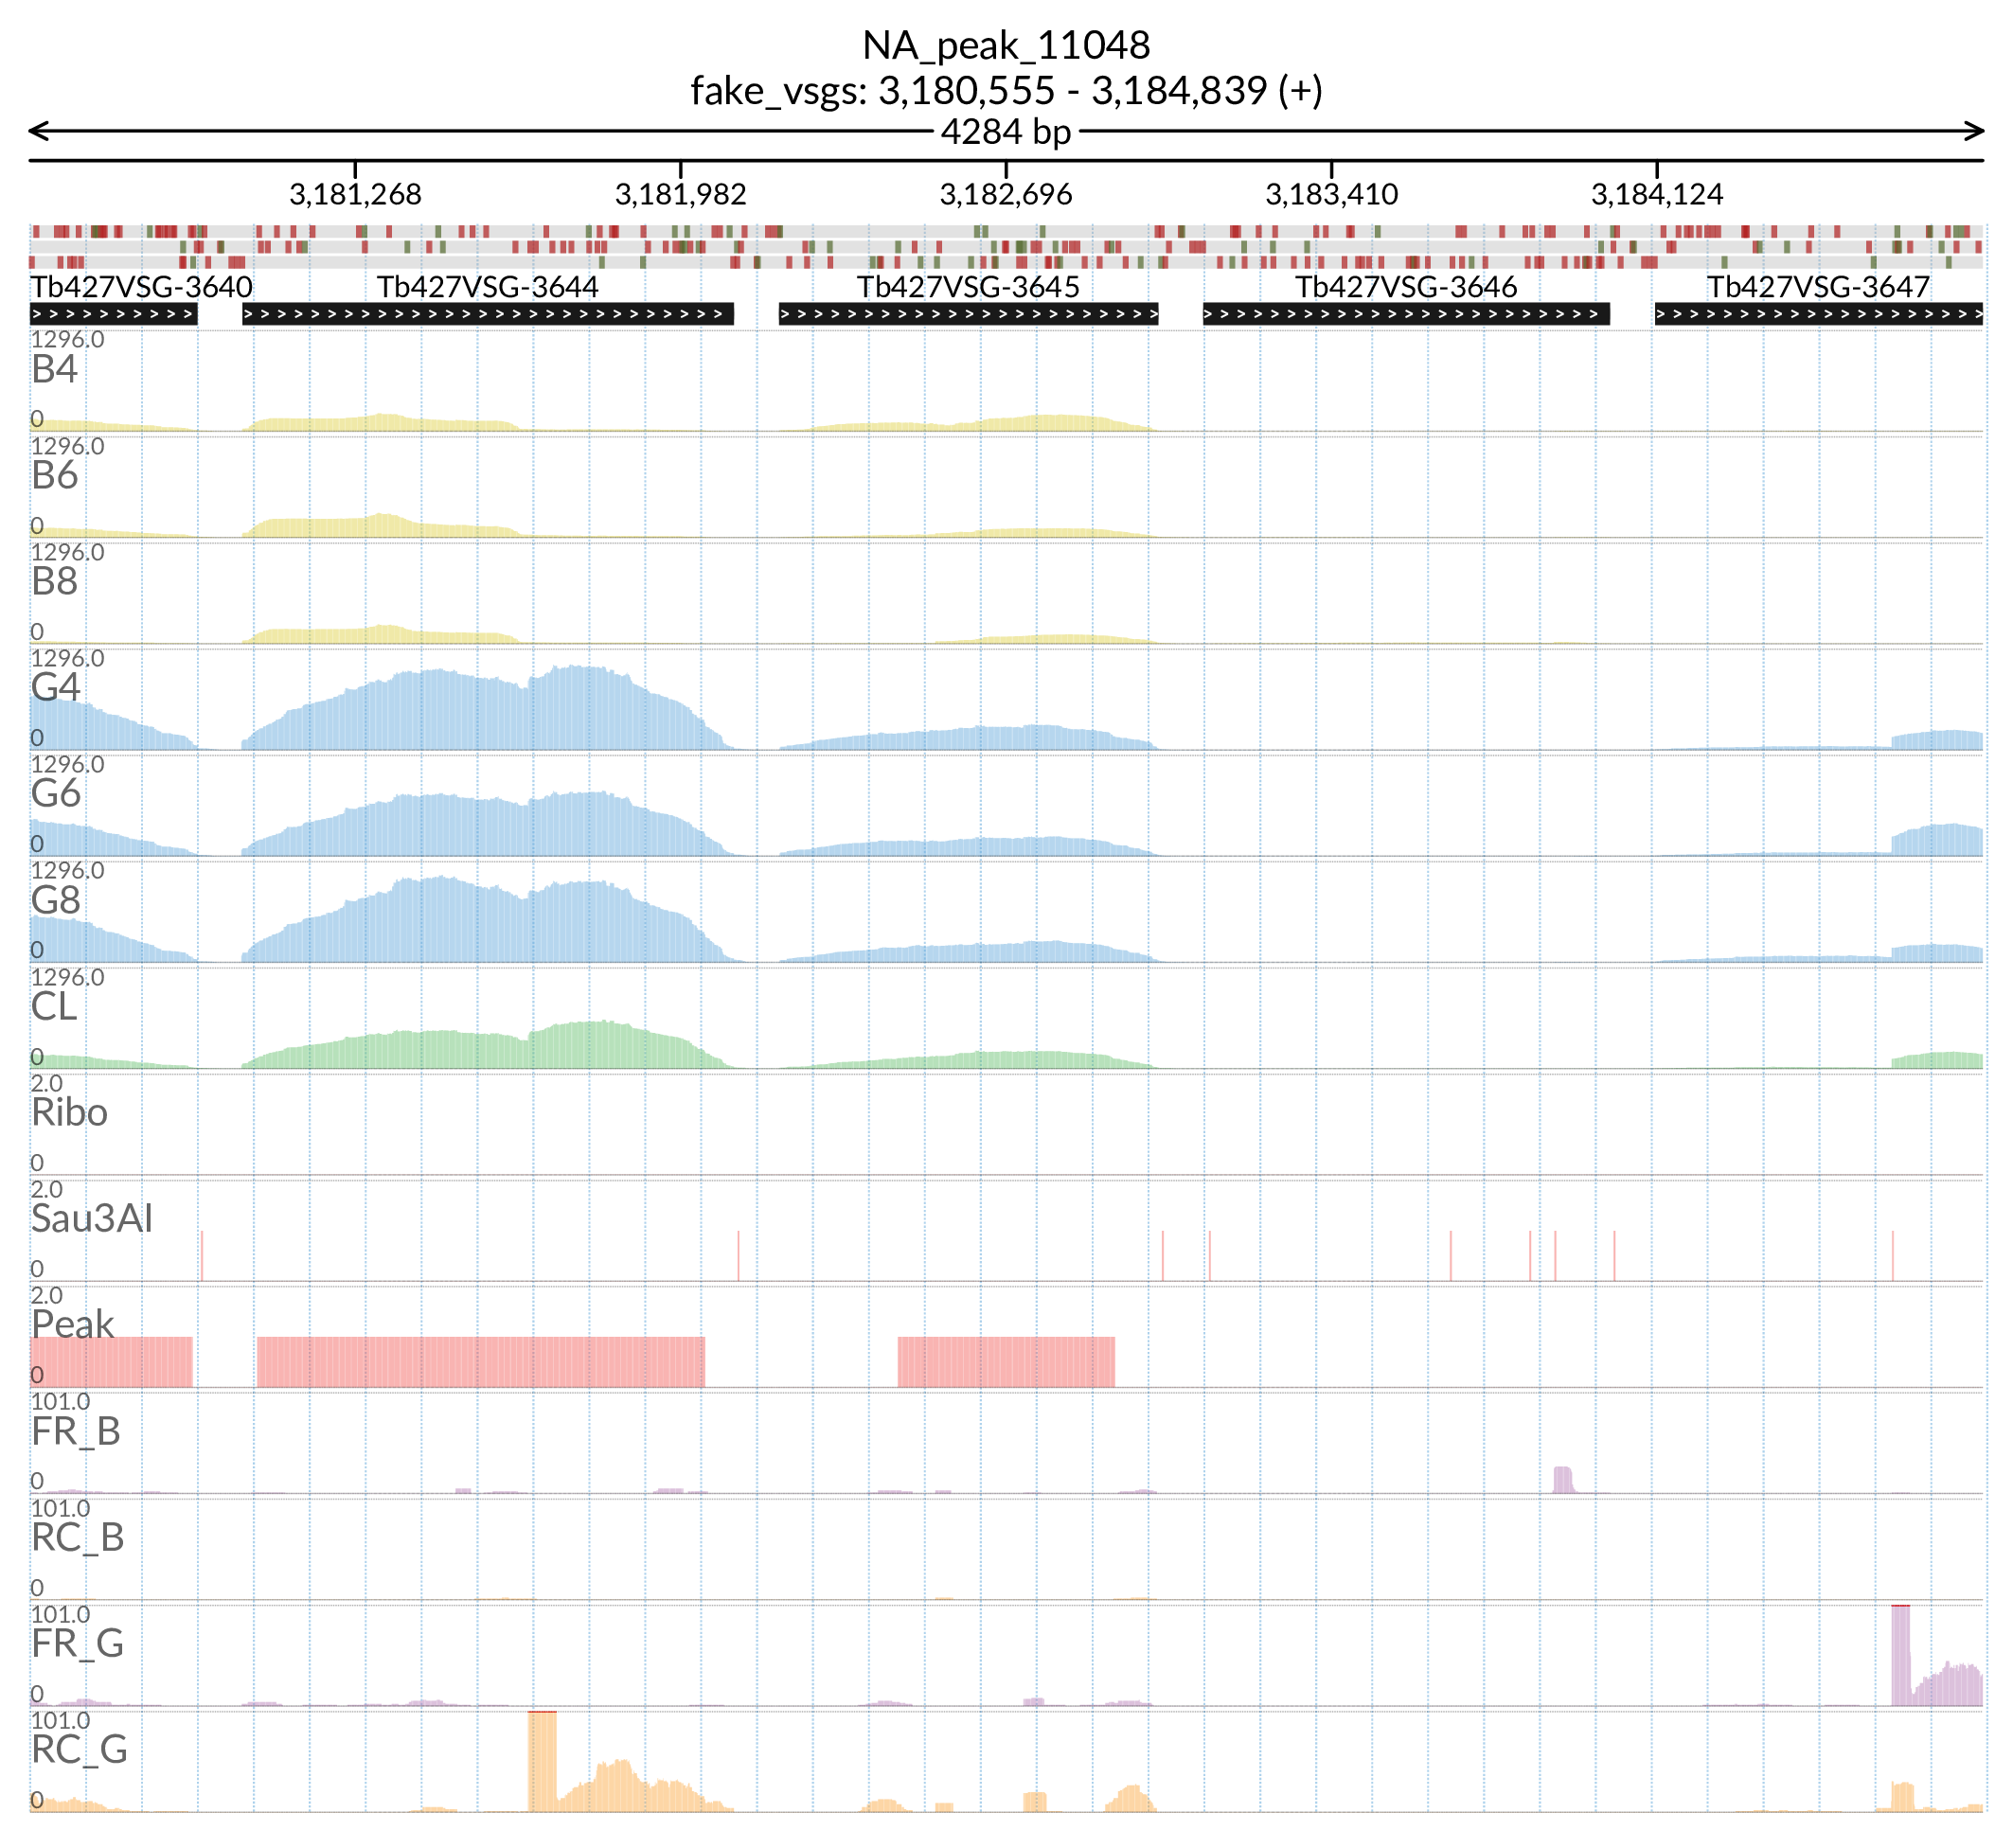 NA_peak_11048
fake_vsgs: 3,180,555 - 3,184,839 (+)
4284 bp
3,181,268 3,181,982 3,182,696 3,183,410 3,184,124
Tb427VSG-3640 Tb427VSG-3644 Tb427VSG-3645 Tb427VSG-3646 Tb427VSG-3647
1296.0
B4
0
1296.0
B6
0
1296.0
B8
0
1296.0
G4
0
1296.0
G6
0
1296.0
G8
0
1296.0
CL
0
2.0
Ribo
0
2.0
Sau3AI
0
2.0
Peak
0
101.0
FR_B
0
101.0
RC_B
0
101.0
FR_G
0
101.0
RC_G
0